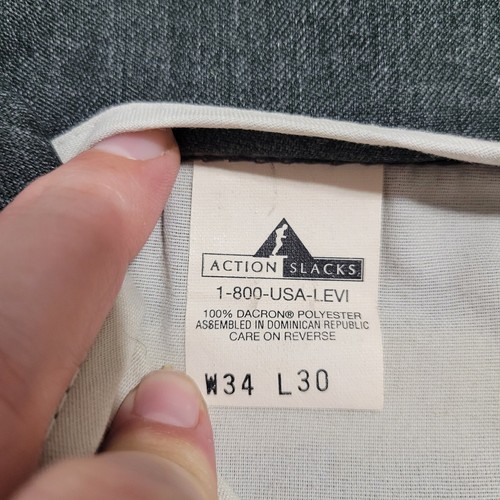 ACTION SLACKS
1-800-USA-LEVI
100% DACRON® POLYESTER
ASSEMBLED IN DOMINICAN REPUBLIC
CARE ON REVERSE
W34 L30